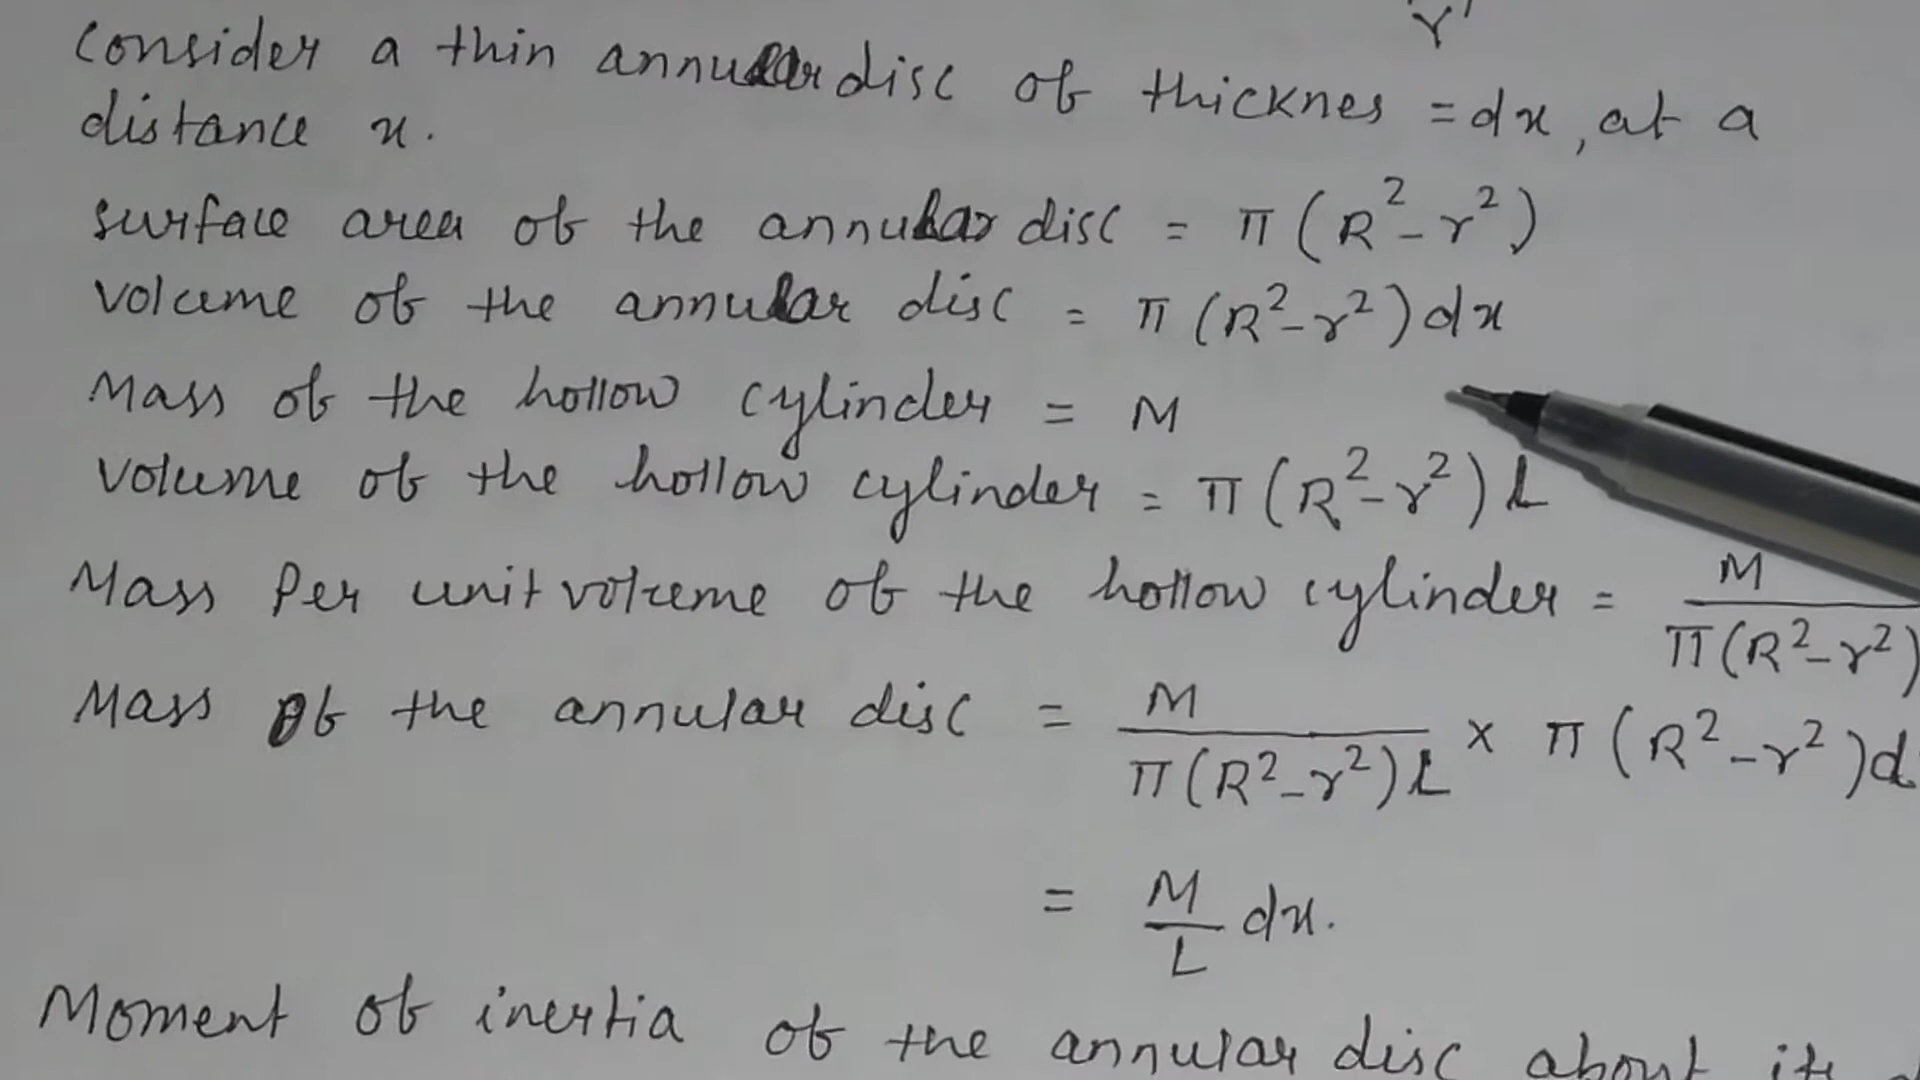 Y'
Consider a thin annular disc of thicknes = dx, at a
distance x.
surface area of the annular disc = π (R² - r²)
Volume of the annular disc = π (R² - r²) dx
Mass of the hollow cylinder = M
Volume of the hollow cylinder = π (R² - r²) L
Mass Per unit volume of the hollow cylinder = M / π (R² - r²)
Mass of the annular disc = M / π (R² - r²) L × π (R² - r²) d
= M / L dx.
Moment of inertia of the annular disc about its